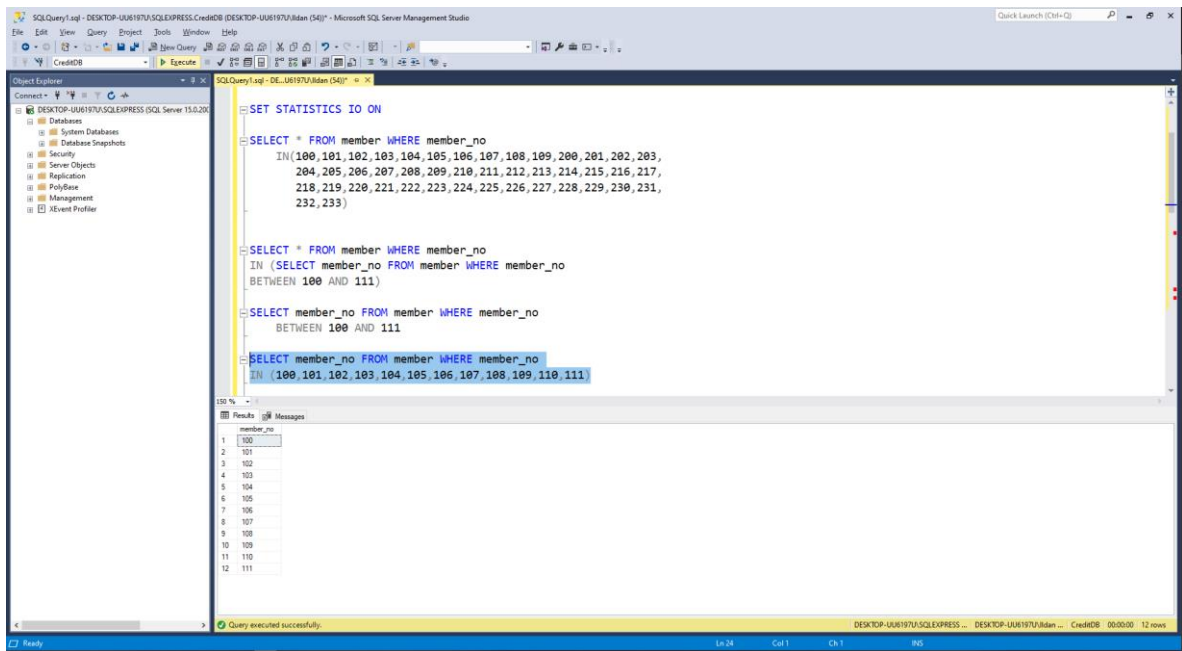 SQLQuery1.sql - DESKTOP-UU6197U\SQLEXPRESS.CreditDB (DESKTOP-UU6197U\Ildan (54))* - Microsoft SQL Server Management Studio
Quick Launch (Ctrl+Q)
File Edit View Query Project Tools Window Help
New Query
CreditDB
Execute
Object Explorer
SQLQuery1.sql - DE...U6197U\Ildan (54))*
Connect
DESKTOP-UU6197U\SQLEXPRESS (SQL Server 15.0.200
Databases
System Databases
Database Snapshots
Security
Server Objects
Replication
PolyBase
Management
XEvent Profiler
SET STATISTICS IO ON
SELECT * FROM member WHERE member_no
IN(100,101,102,103,104,105,106,107,108,109,200,201,202,203,
204,205,206,207,208,209,210,211,212,213,214,215,216,217,
218,219,220,221,222,223,224,225,226,227,228,229,230,231,
232,233)
SELECT * FROM member WHERE member_no
IN (SELECT member_no FROM member WHERE member_no
BETWEEN 100 AND 111)
SELECT member_no FROM member WHERE member_no
BETWEEN 100 AND 111
SELECT member_no FROM member WHERE member_no
IN (100,101,102,103,104,105,106,107,108,109,110,111)
150 %
Results Messages
member_no
1 100
2 101
3 102
4 103
5 104
6 105
7 106
8 107
9 108
10 109
11 110
12 111
Query executed successfully.
DESKTOP-UU6197U\SQLEXPRESS ... DESKTOP-UU6197U\Ildan ... CreditDB 00:00:00 12 rows
Ready
Ln 24 Col 1 Ch 1 INS